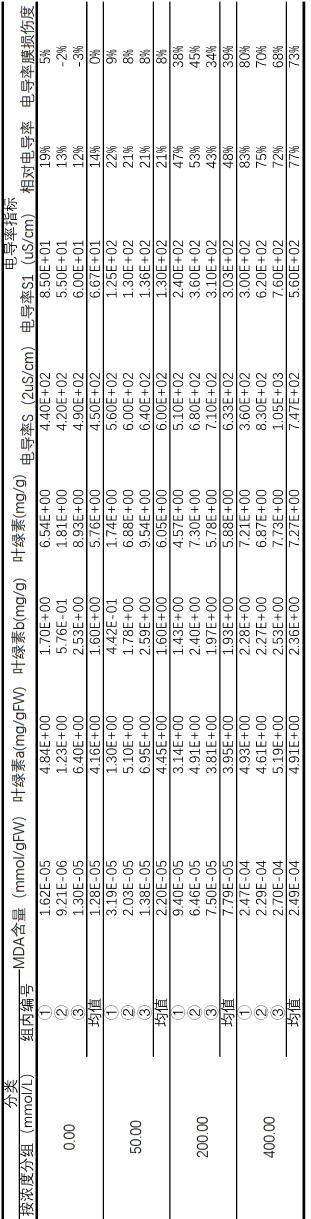 分类 电导率指标
按浓度分组（mmol/L） 组内编号 MDA含量（mmol/gFW） 叶绿素a(mg/gFW) 叶绿素b(mg/g) 叶绿素(mg/g) 电导率S（2uS/cm） 电导率S1（uS/cm） 相对电导率 电导率膜损伤度
0.00 ① 1.62E-05 4.84E+00 1.70E+00 6.54E+00 4.40E+02 8.50E+01 19% 5%
② 9.21E-06 1.23E+00 5.76E-01 1.81E+00 4.20E+02 5.50E+01 13% -2%
③ 1.30E-05 6.40E+00 2.53E+00 8.93E+00 4.90E+02 6.00E+01 12% -3%
均值 1.28E-05 4.16E+00 1.60E+00 5.76E+00 4.50E+02 6.67E+01 14% 0%
50.00 ① 3.19E-05 1.30E+00 4.42E-01 1.74E+00 5.60E+02 1.25E+02 22% 9%
② 2.03E-05 5.10E+00 1.78E+00 6.88E+00 6.00E+02 1.30E+02 21% 8%
③ 1.38E-05 6.95E+00 2.59E+00 9.54E+00 6.40E+02 1.36E+02 21% 8%
均值 2.20E-05 4.45E+00 1.60E+00 6.05E+00 6.00E+02 1.30E+02 21% 8%
200.00 ① 9.40E-05 3.14E+00 1.43E+00 4.57E+00 5.10E+02 2.40E+02 47% 38%
② 6.46E-05 4.91E+00 2.40E+00 7.30E+00 6.80E+02 3.60E+02 53% 45%
③ 7.50E-05 3.81E+00 1.97E+00 5.78E+00 7.10E+02 3.10E+02 43% 34%
均值 7.79E-05 3.95E+00 1.93E+00 5.88E+00 6.33E+02 3.03E+02 48% 39%
400.00 ① 2.47E-04 4.93E+00 2.28E+00 7.21E+00 3.60E+02 3.00E+02 83% 80%
② 2.29E-04 4.61E+00 2.27E+00 6.87E+00 8.30E+02 6.20E+02 75% 70%
③ 2.70E-04 5.19E+00 2.53E+00 7.73E+00 1.05E+03 7.60E+02 72% 68%
均值 2.49E-04 4.91E+00 2.36E+00 7.27E+00 7.47E+02 5.60E+02 77% 73%